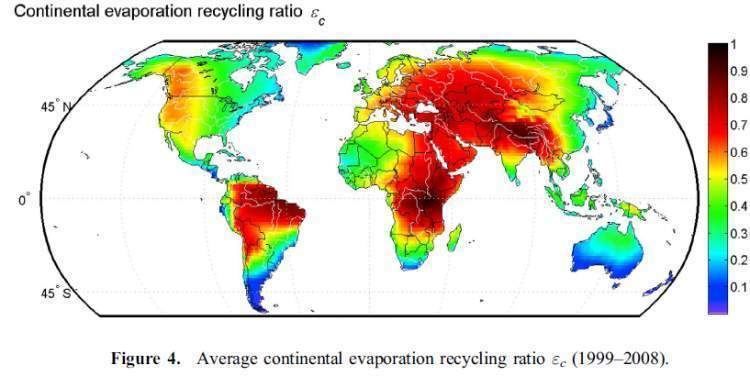 Continental evaporation recycling ratio εc
1
0.9
0.8
0.7
0.6
0.5
0.4
0.3
0.2
0.1
45° N
0°
45° S
Figure 4. Average continental evaporation recycling ratio εc (1999–2008).